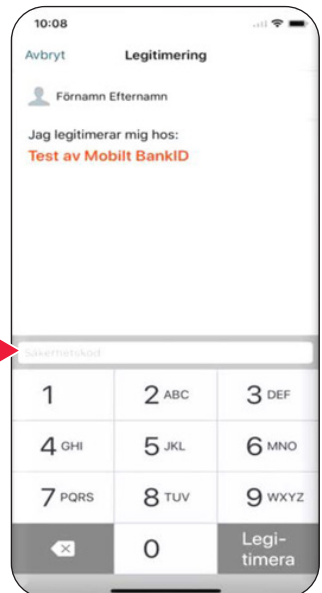 10:08
Avbryt Legitimering
Förnamn Efternamn
Jag legitimerar mig hos:
Test av Mobilt BankID
Säkerhetskod
1 2 ABC 3 DEF
4 GHI 5 JKL 6 MNO
7 PQRS 8 TUV 9 WXYZ
0 Legi-
timera